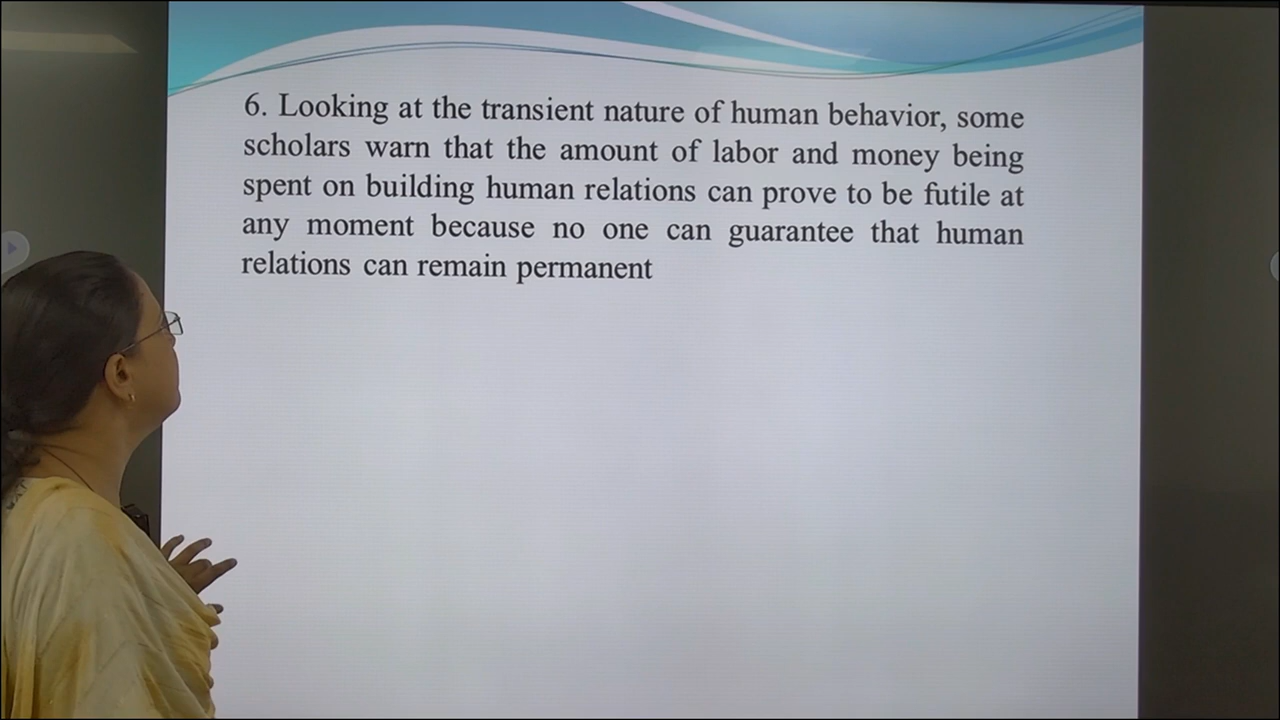 6. Looking at the transient nature of human behavior, some
scholars warn that the amount of labor and money being
spent on building human relations can prove to be futile at
any moment because no one can guarantee that human
relations can remain permanent